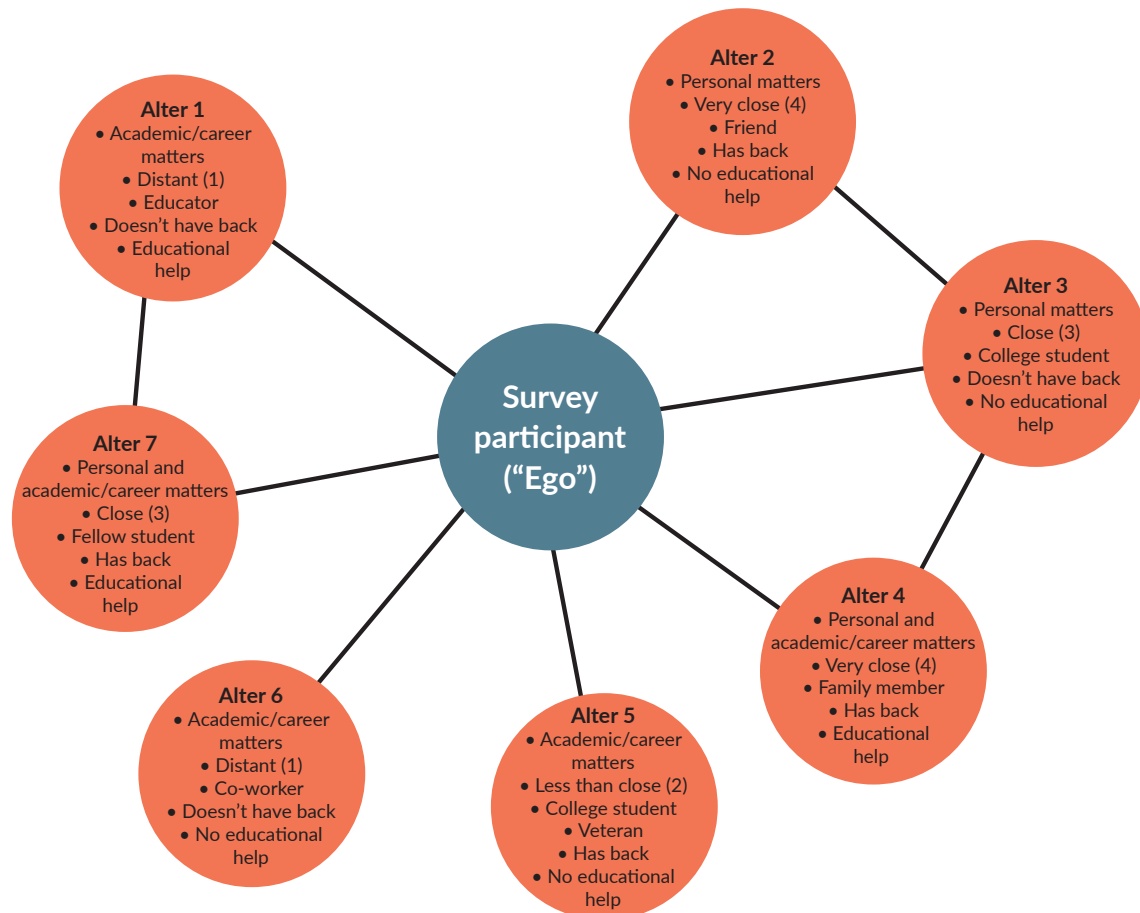 Alter 1
• Academic/career
matters
• Distant (1)
• Educator
• Doesn’t have back
• Educational
help
Alter 2
• Personal matters
• Very close (4)
• Friend
• Has back
• No educational
help
Alter 3
• Personal matters
• Close (3)
• College student
• Doesn’t have back
• No educational
help
Survey
participant
(“Ego”)
Alter 7
• Personal and
academic/career matters
• Close (3)
• Fellow student
• Has back
• Educational
help
Alter 4
• Personal and
academic/career matters
• Very close (4)
• Family member
• Has back
• Educational
help
Alter 6
• Academic/career
matters
• Distant (1)
• Co-worker
• Doesn’t have back
• No educational
help
Alter 5
• Academic/career
matters
• Less than close (2)
• College student
• Veteran
• Has back
• No educational
help